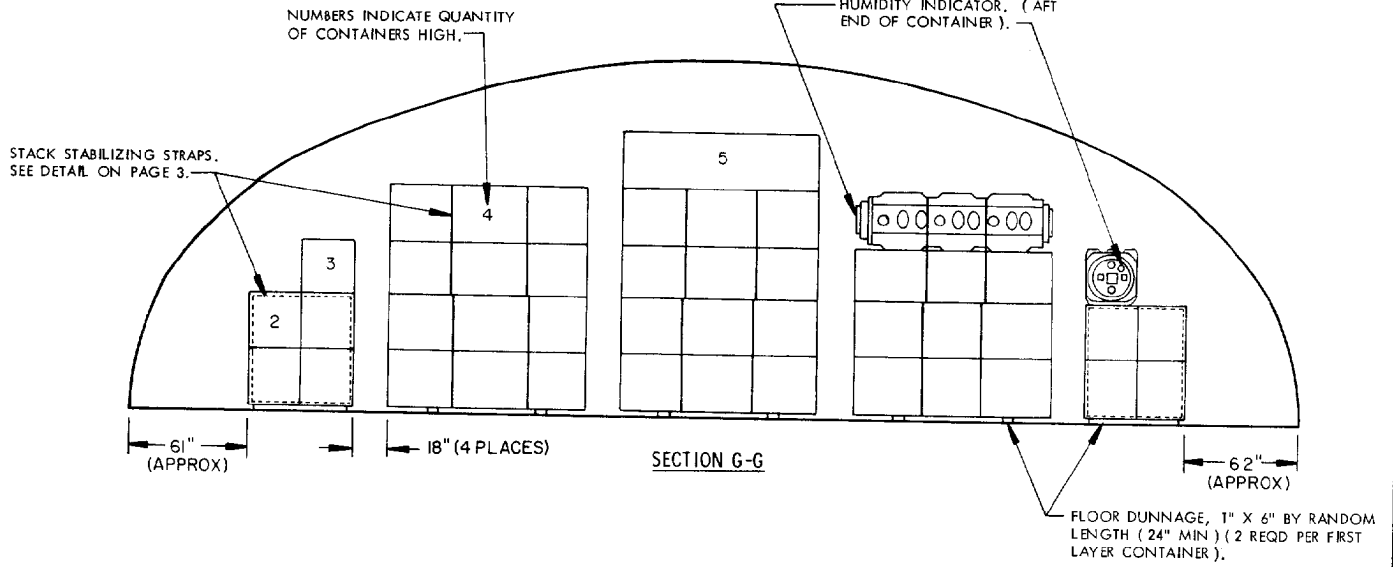 NUMBERS INDICATE QUANTITY
OF CONTAINERS HIGH.
HUMIDITY INDICATOR. ( AFT
END OF CONTAINER ).
STACK STABILIZING STRAPS.
SEE DETAIL ON PAGE 3.
5
4
3
2
61"
(APPROX)
18" (4 PLACES)
SECTION G-G
62"
(APPROX)
FLOOR DUNNAGE, 1" X 6" BY RANDOM
LENGTH ( 24" MIN ) ( 2 REQD PER FIRST
LAYER CONTAINER ).